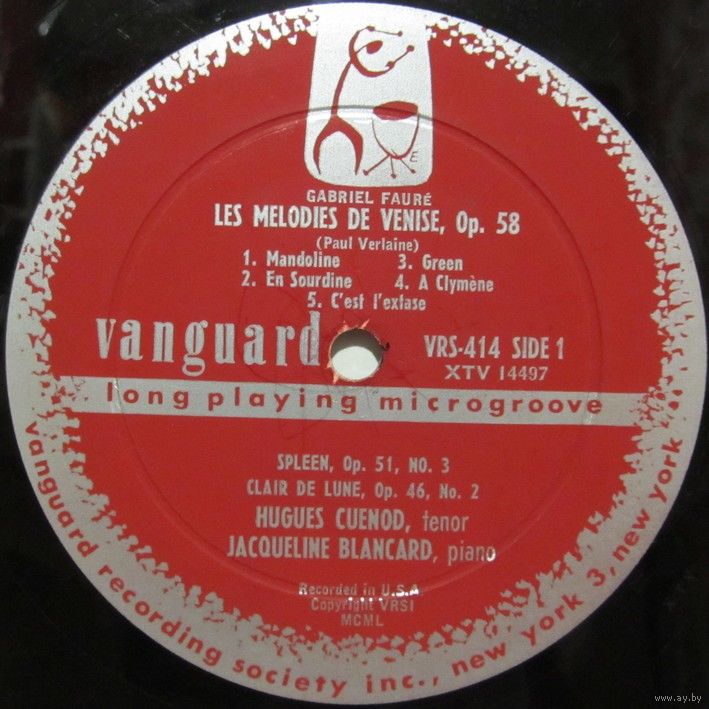 E
GABRIEL FAURÉ
LES MELODIES DE VENISE, Op. 58
(Paul Verlaine)
1. Mandoline 3. Green
2. En Sourdine 4. A Clymène
5. C'est l'extase
vanguard
VRS-414 SIDE 1
XTV 14497
long playing microgroove
SPLEEN, Op. 51, NO. 3
CLAIR DE LUNE, Op. 46, No. 2
HUGUES CUENOD, tenor
JACQUELINE BLANCARD, piano
Recorded in U.S.A
Copyright VRSI
MCML
vanguard recording society inc., new york 3, new york
www.ay.by